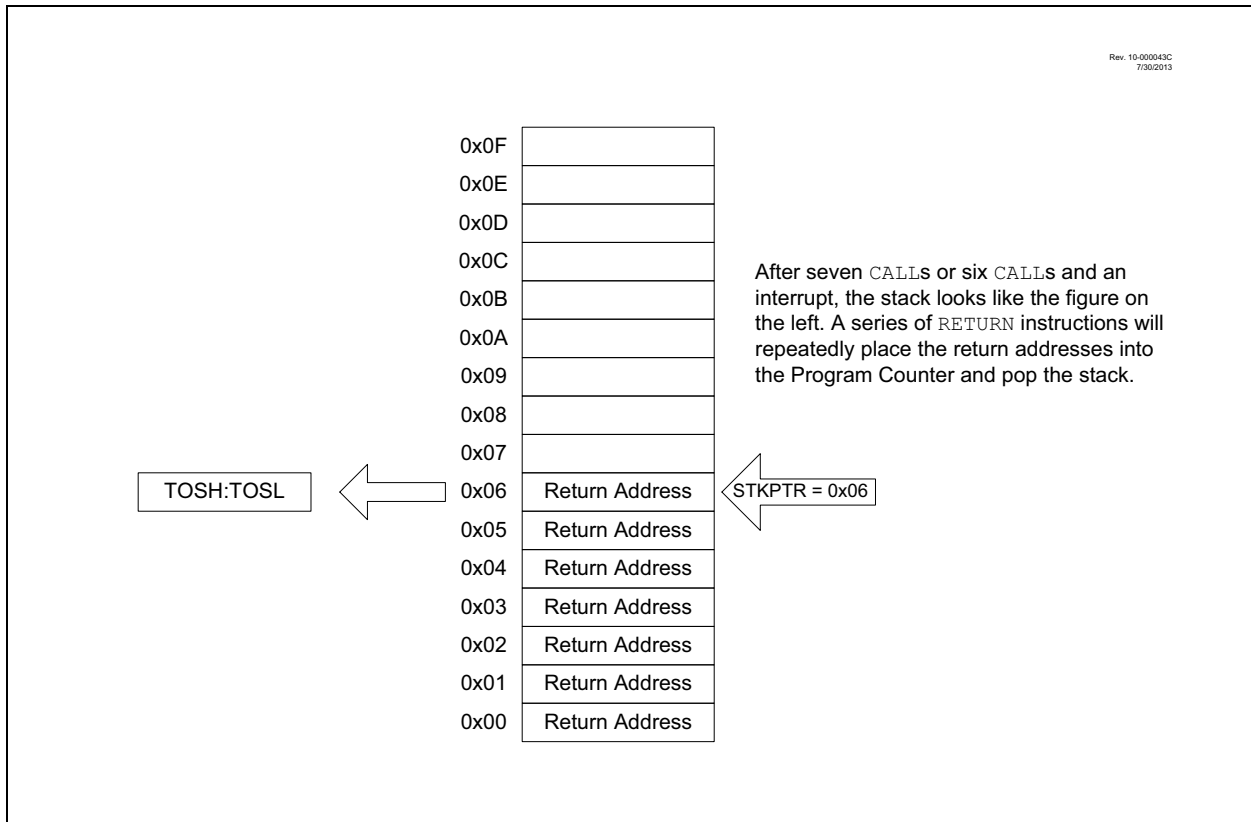 Rev. 10-000043C
7/30/2013
0x0F
0x0E
0x0D
0x0C
0x0B
0x0A
0x09
0x08
0x07
After seven CALLs or six CALLs and an
interrupt, the stack looks like the figure on
the left. A series of RETURN instructions will
repeatedly place the return addresses into
the Program Counter and pop the stack.
TOSH:TOSL
0x06 Return Address
STKPTR = 0x06
0x05 Return Address
0x04 Return Address
0x03 Return Address
0x02 Return Address
0x01 Return Address
0x00 Return Address